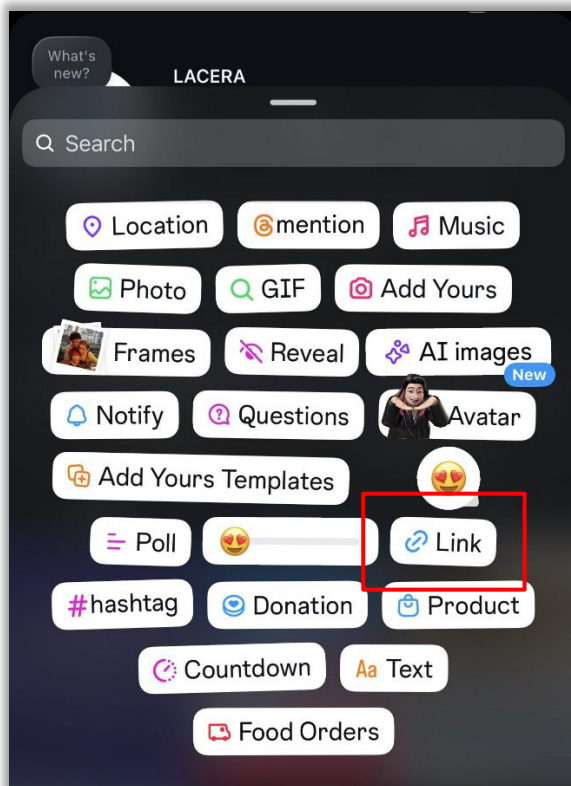 What's
new?
LACERA
Search
Location @mention Music
Photo GIF Add Yours
Frames Reveal AI images
New
Notify Questions Avatar
Add Yours Templates
Poll Link
#hashtag Donation Product
Countdown Aa Text
Food Orders